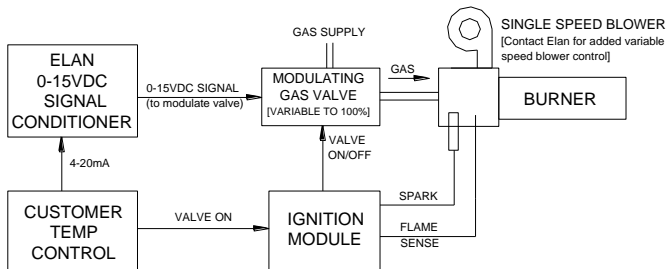 SINGLE SPEED BLOWER
[Contact Elan for added variable
speed blower control]
GAS SUPPLY
ELAN
0-15VDC
SIGNAL
CONDITIONER
0-15VDC SIGNAL
(to modulate valve)
MODULATING
GAS VALVE
[VARIABLE TO 100%]
GAS
BURNER
4-20mA
VALVE
ON/OFF
CUSTOMER
TEMP
CONTROL
VALVE ON
IGNITION
MODULE
SPARK
FLAME
SENSE